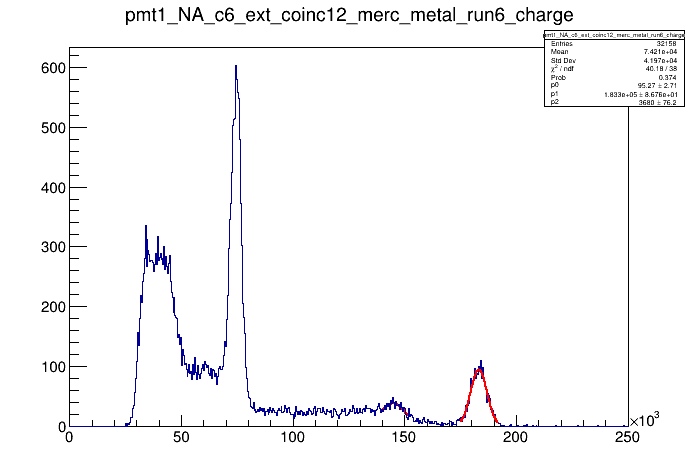 pmt1_NA_c6_ext_coinc12_merc_metal_run6_charge
pmt1_NA_c6_ext_coinc12_merc_metal_run6_charge
Entries 32158
Mean 7.421e+04
Std Dev 4.197e+04
χ² / ndf 40.18 / 38
Prob 0.374
p0 95.27 ± 2.71
p1 1.833e+05 ± 8.676e+01
p2 3680 ± 76.2
600
500
400
300
200
100
0
0 50 100 150 200 250
×10³